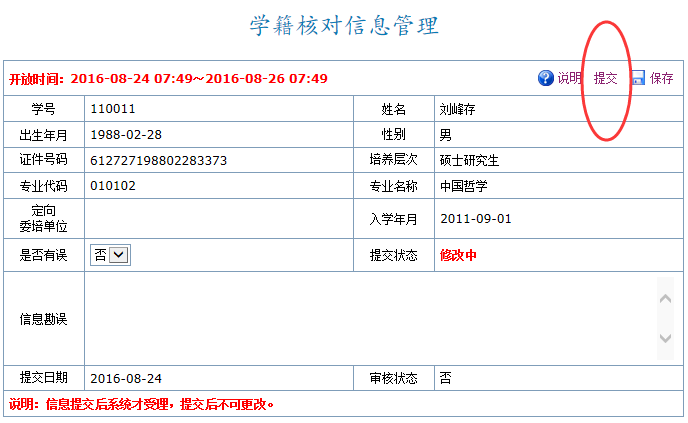 学籍核对信息管理
开放时间：2016-08-24 07:49～2016-08-26 07:49 说明 提交 保存
学号 110011 姓名 刘峰存
出生年月 1988-02-28 性别 男
证件号码 612727198802283373 培养层次 硕士研究生
专业代码 010102 专业名称 中国哲学
定向
委培单位 入学年月 2011-09-01
是否有误 否 提交状态 修改中
信息勘误
提交日期 2016-08-24 审核状态 否
说明：信息提交后系统才受理，提交后不可更改。